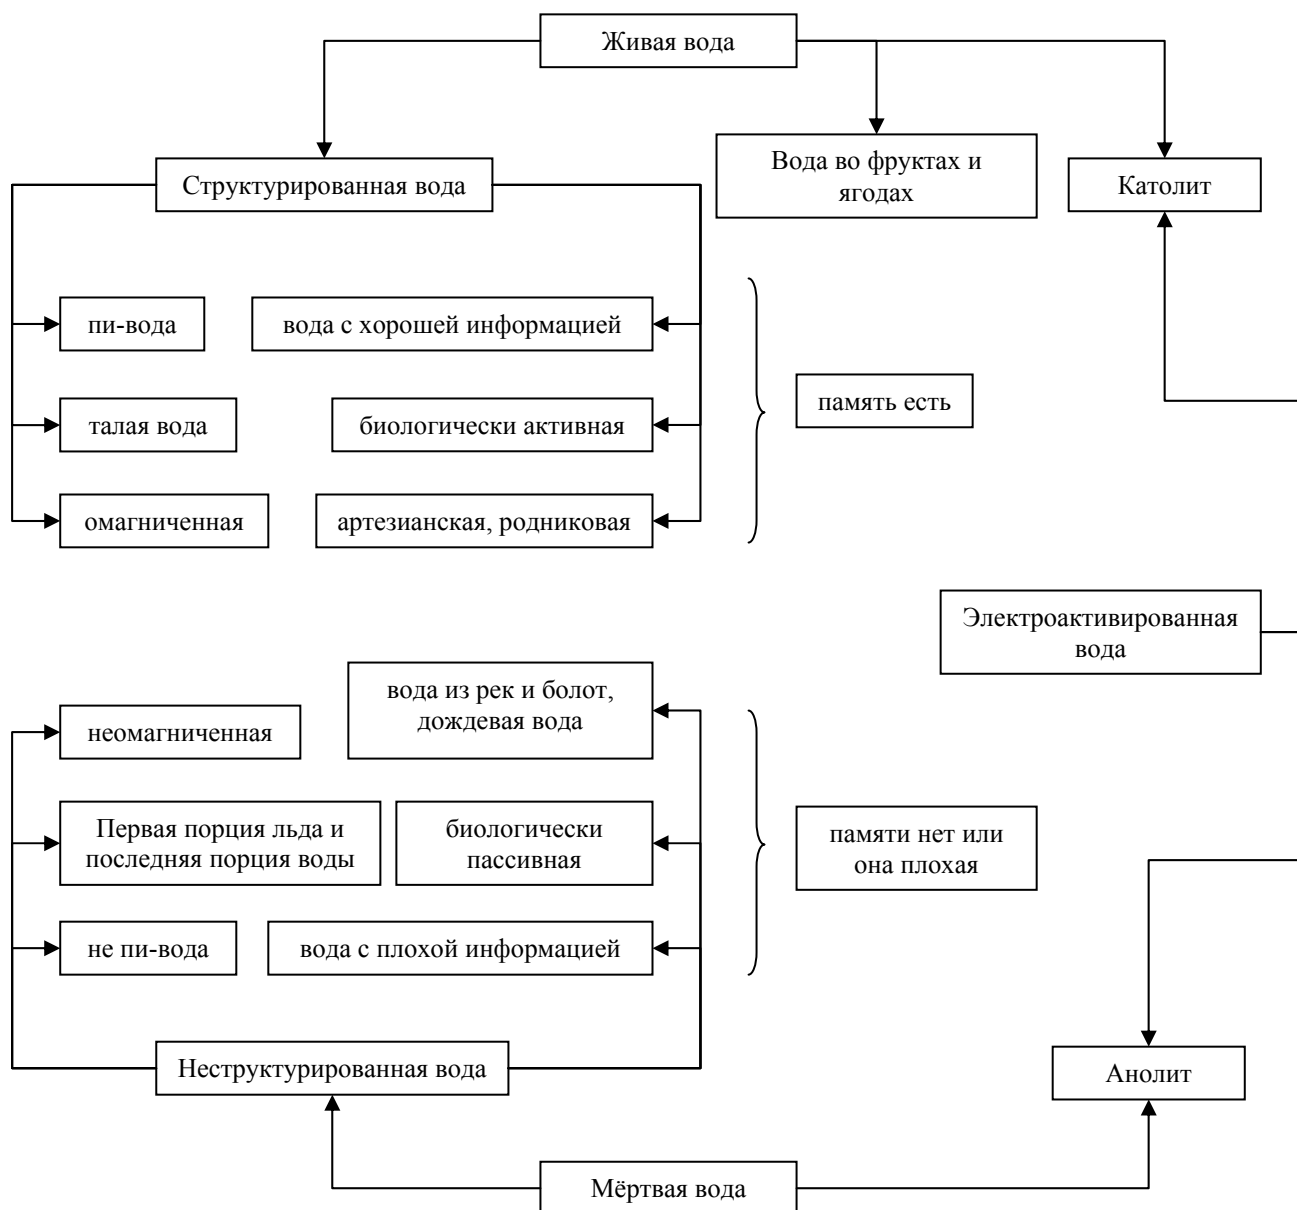 Живая вода
Структурированная вода
Вода во фруктах и
ягодах
Католит
пи-вода
вода с хорошей информацией
талая вода
биологически активная
память есть
омагниченная
артезианская, родниковая
Электроактивированная
вода
вода из рек и болот,
дождевая вода
неомагниченная
Первая порция льда и
последняя порция воды
биологически
пассивная
памяти нет или
она плохая
не пи-вода
вода с плохой информацией
Неструктурированная вода
Анолит
Мёртвая вода